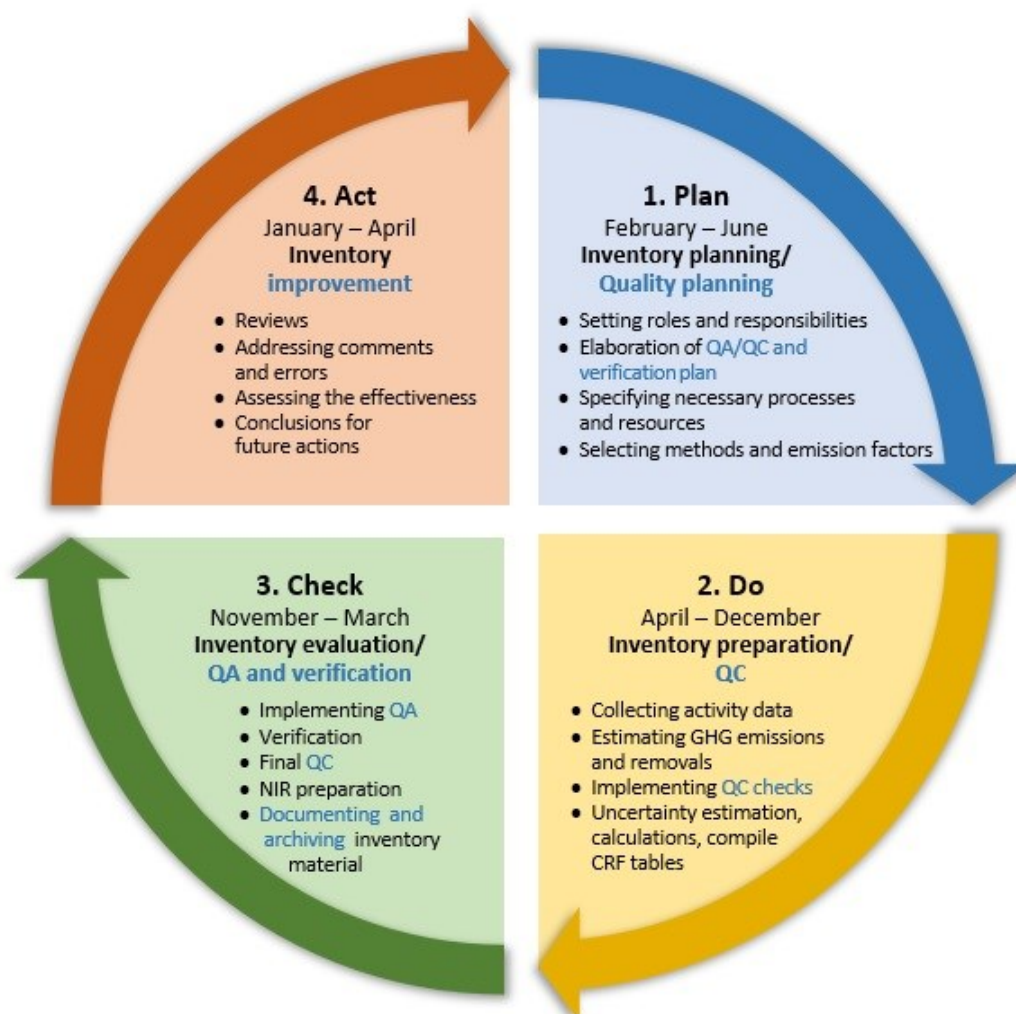 4. Act
January – April
Inventory
improvement
• Reviews
• Addressing comments
and errors
• Assessing the effectiveness
• Conclusions for
future actions
1. Plan
February – June
Inventory planning/
Quality planning
• Setting roles and responsibilities
• Elaboration of QA/QC and
verification plan
• Specifying necessary processes
and resources
• Selecting methods and emission factors
3. Check
November – March
Inventory evaluation/
QA and verification
• Implementing QA
• Verification
• Final QC
• NIR preparation
• Documenting and
archiving inventory
material
2. Do
April – December
Inventory preparation/
QC
• Collecting activity data
• Estimating GHG emissions
and removals
• Implementing QC checks
• Uncertainty estimation,
calculations, compile
CRF tables